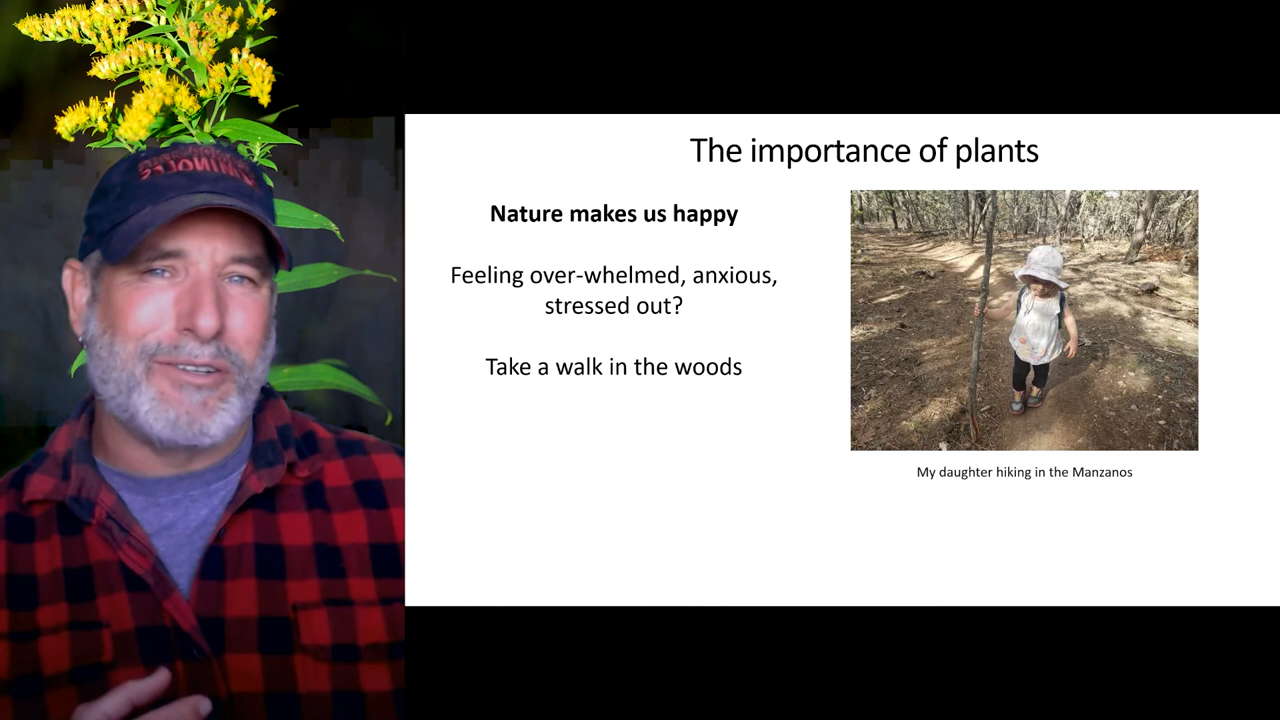 The importance of plants
Nature makes us happy
Feeling over-whelmed, anxious,
stressed out?
Take a walk in the woods
My daughter hiking in the Manzanos